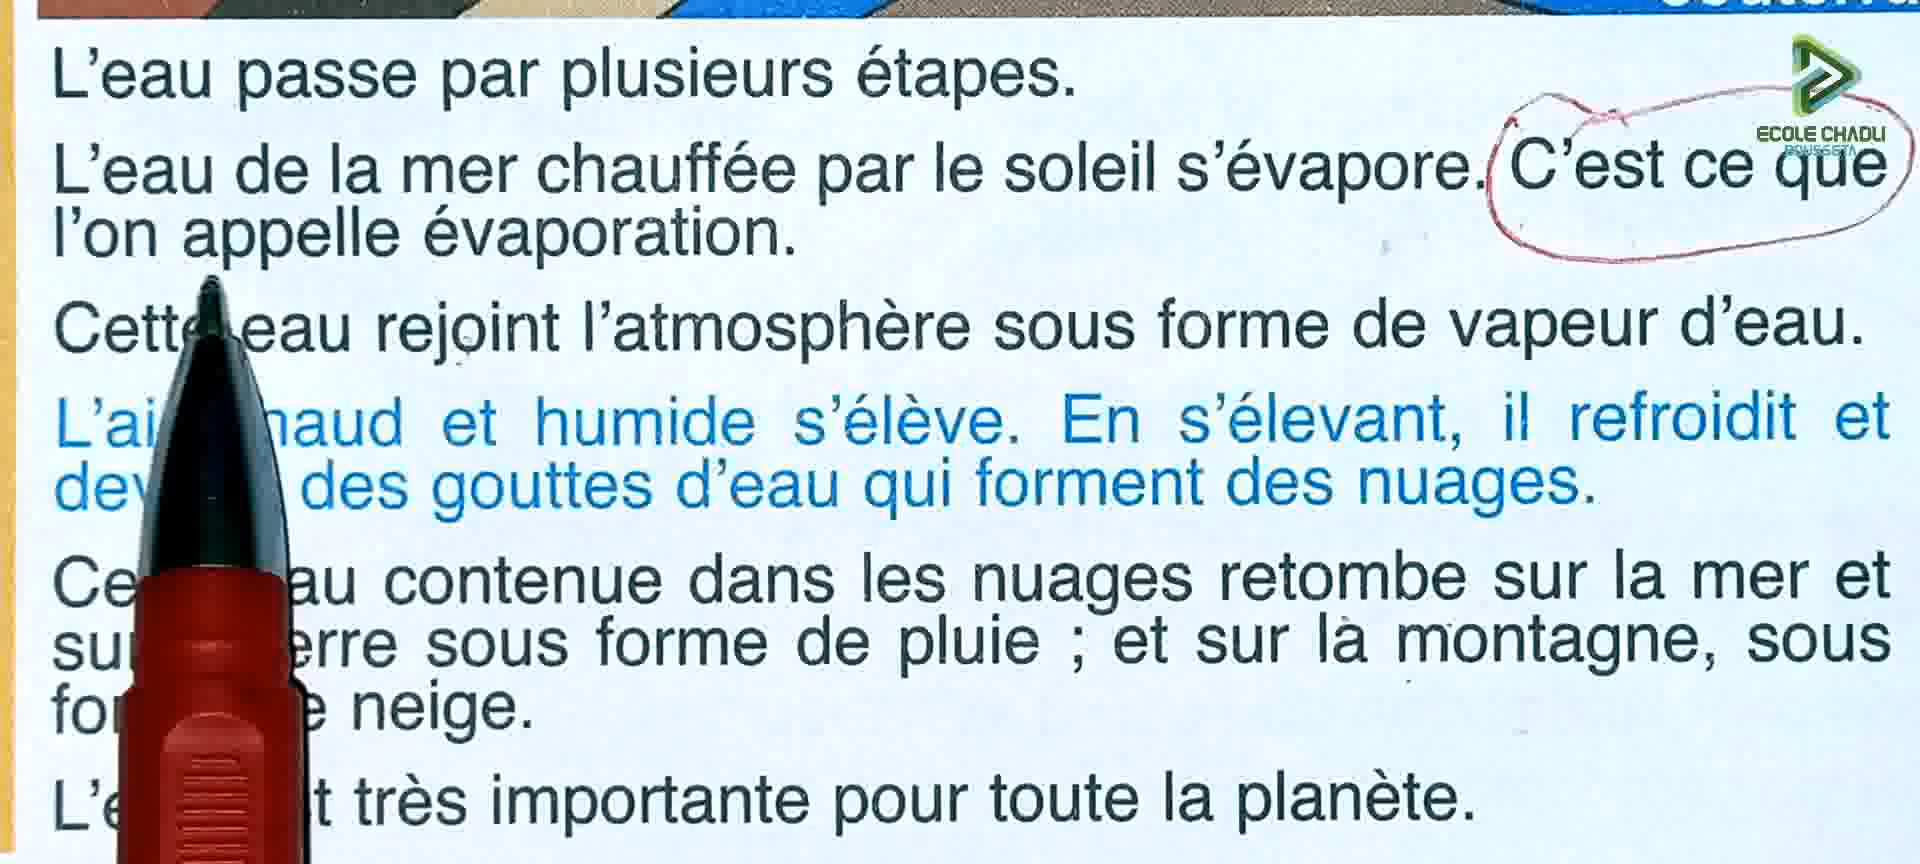 L'eau passe par plusieurs étapes.
ECOLE CHADLI
BOUSSETA
L'eau de la mer chauffée par le soleil s'évapore. C'est ce que
l'on appelle évaporation.
Cette eau rejoint l'atmosphère sous forme de vapeur d'eau.
et humide s'élève. En s'élevant, il refroidit et
des gouttes d'eau qui forment des nuages.
contenue dans les nuages retombe sur la mer et
sous forme de pluie ; et sur la montagne, sous
neige.
très importante pour toute la planète.